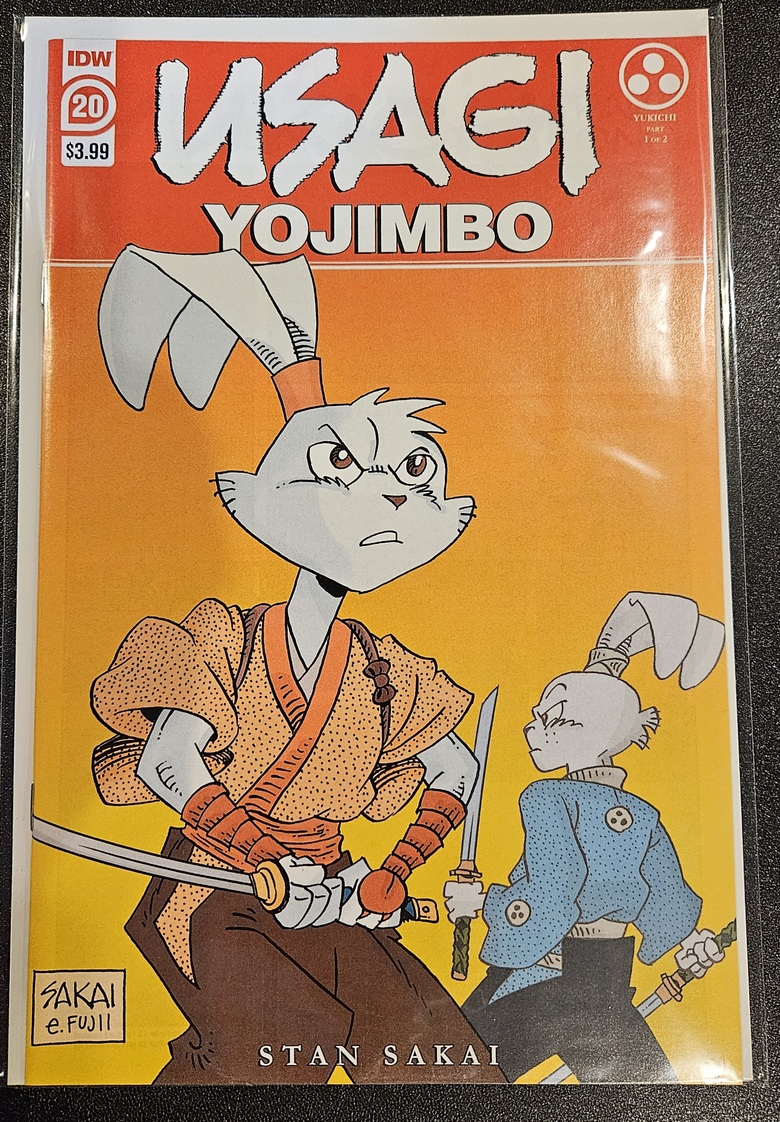 IDW
20
$3.99
USAGI
YOJIMBO
YUKICHI
PART
1 OF 2
SAKAI
e. FUJII
STAN SAKAI